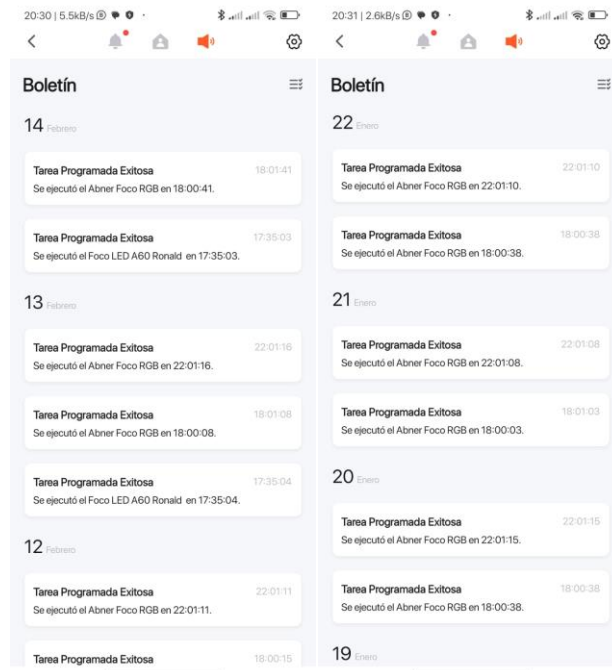 20:30 | 5.5kB/s
Boletín
14 Febrero
Tarea Programada Exitosa 18:01:41
Se ejecutó el Abner Foco RGB en 18:00:41.
Tarea Programada Exitosa 17:35:03
Se ejecutó el Foco LED A60 Ronald en 17:35:03.
13 Febrero
Tarea Programada Exitosa 22:01:16
Se ejecutó el Abner Foco RGB en 22:01:16.
Tarea Programada Exitosa 18:01:08
Se ejecutó el Abner Foco RGB en 18:00:08.
Tarea Programada Exitosa 17:35:04
Se ejecutó el Foco LED A60 Ronald en 17:35:04.
12 Febrero
Tarea Programada Exitosa 22:01:11
Se ejecutó el Abner Foco RGB en 22:01:11.
Tarea Programada Exitosa 18:00:15
20:31 | 2.6kB/s
Boletín
22 Enero
Tarea Programada Exitosa 22:01:10
Se ejecutó el Abner Foco RGB en 22:01:10.
Tarea Programada Exitosa 18:00:38
Se ejecutó el Abner Foco RGB en 18:00:38.
21 Enero
Tarea Programada Exitosa 22:01:08
Se ejecutó el Abner Foco RGB en 22:01:08.
Tarea Programada Exitosa 18:01:03
Se ejecutó el Abner Foco RGB en 18:00:03.
20 Enero
Tarea Programada Exitosa 22:01:15
Se ejecutó el Abner Foco RGB en 22:01:15.
Tarea Programada Exitosa 18:00:38
Se ejecutó el Abner Foco RGB en 18:00:38.
19 Enero